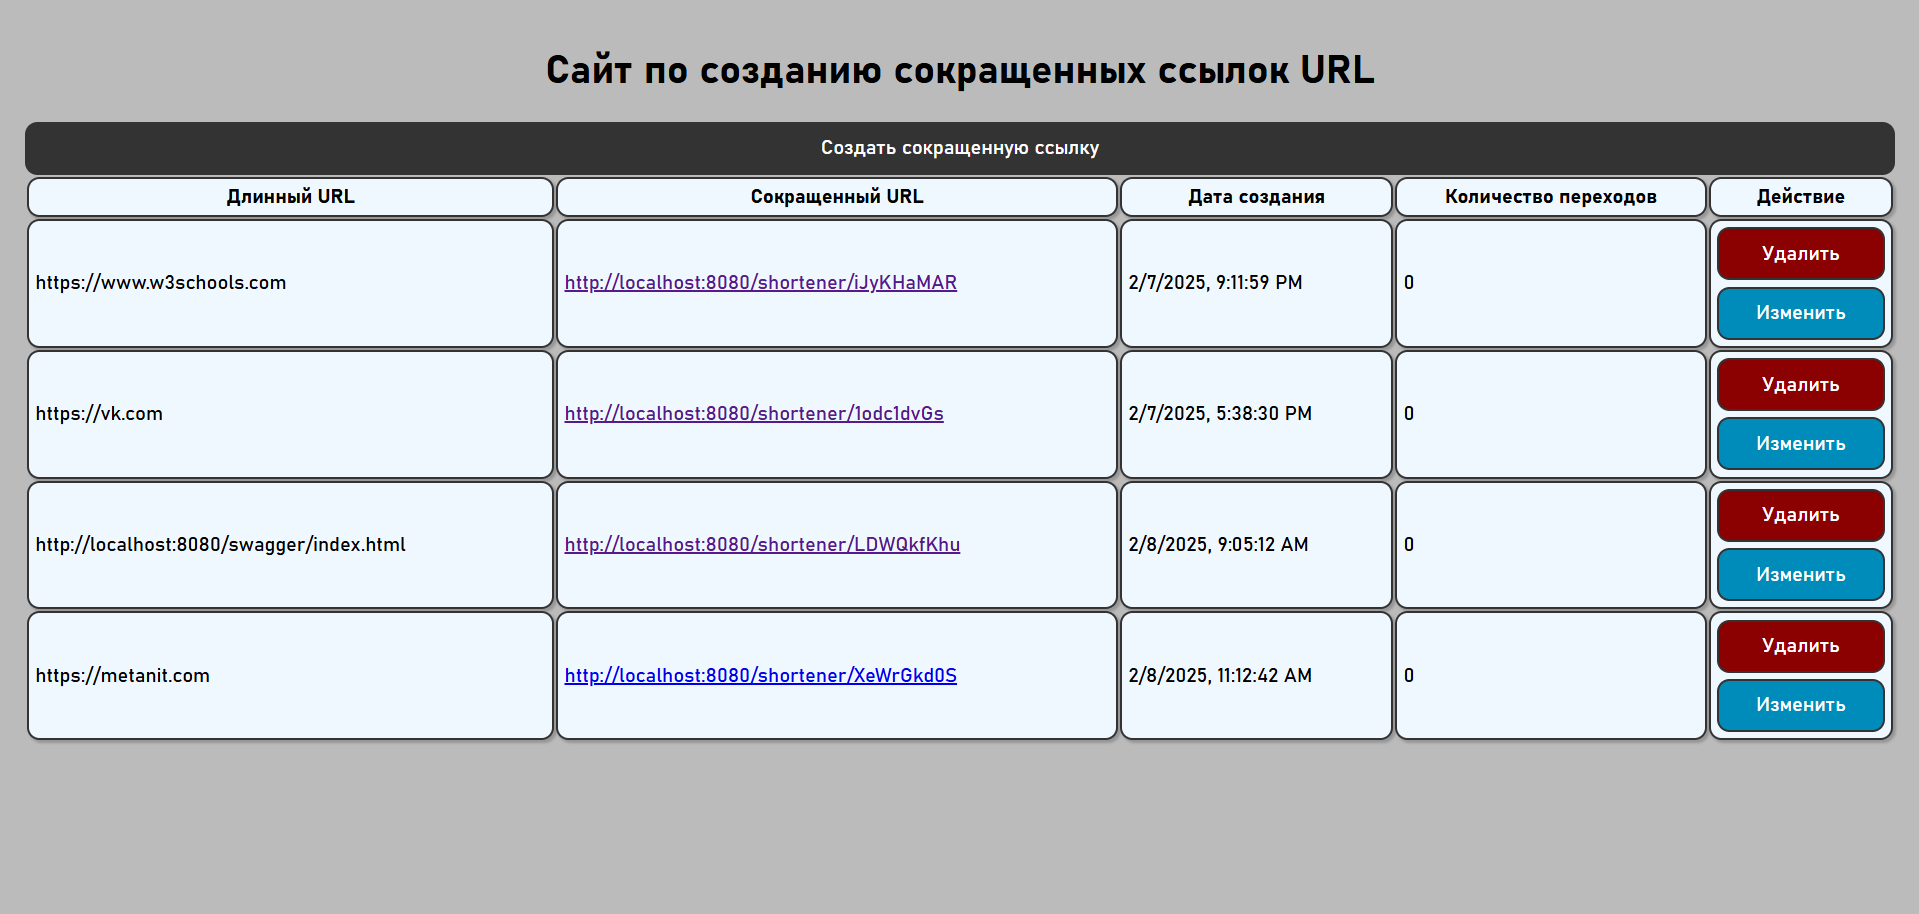 Сайт по созданию сокращенных ссылок URL
Создать сокращенную ссылку
Длинный URL Сокращенный URL Дата создания Количество переходов Действие
https://www.w3schools.com http://localhost:8080/shortener/iJyKHaMAR 2/7/2025, 9:11:59 PM 0 Удалить
Изменить
https://vk.com http://localhost:8080/shortener/1odc1dvGs 2/7/2025, 5:38:30 PM 0 Удалить
Изменить
http://localhost:8080/swagger/index.html http://localhost:8080/shortener/LDWQkfKhu 2/8/2025, 9:05:12 AM 0 Удалить
Изменить
https://metanit.com http://localhost:8080/shortener/XeWrGkd0S 2/8/2025, 11:12:42 AM 0 Удалить
Изменить